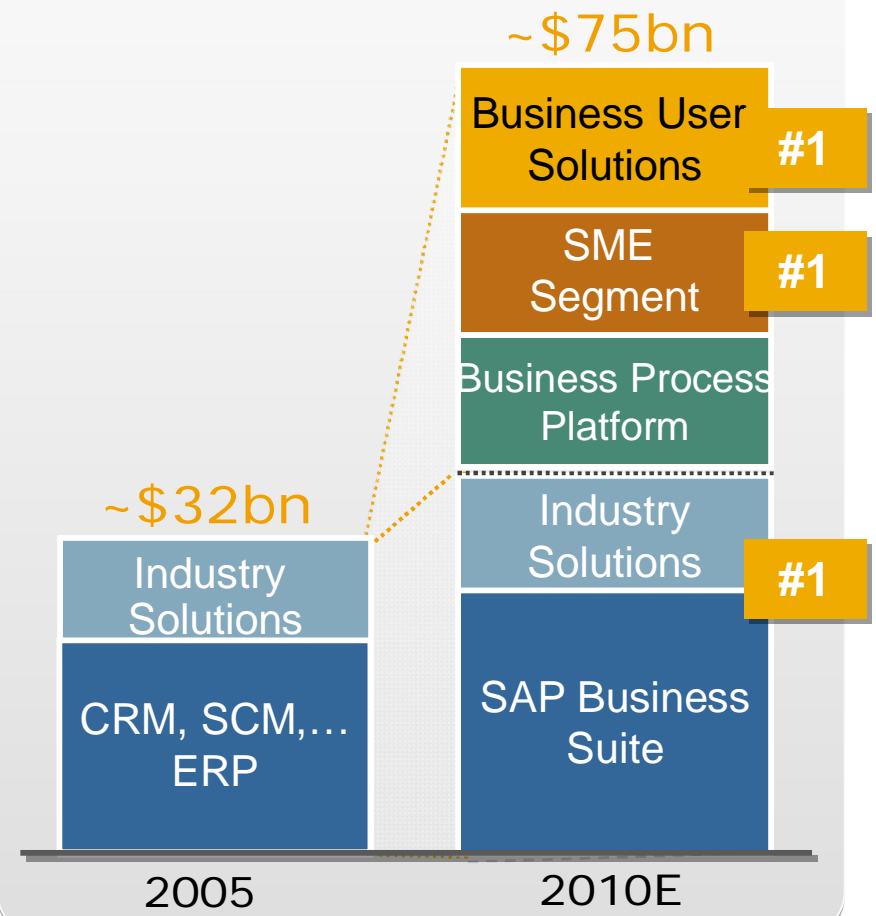 ~$75bn
Business User
Solutions
#1
SME
Segment
#1
Business Process
Platform
~$32bn
Industry
Solutions
Industry
Solutions
#1
CRM, SCM,…
ERP
SAP Business
Suite
2005
2010E